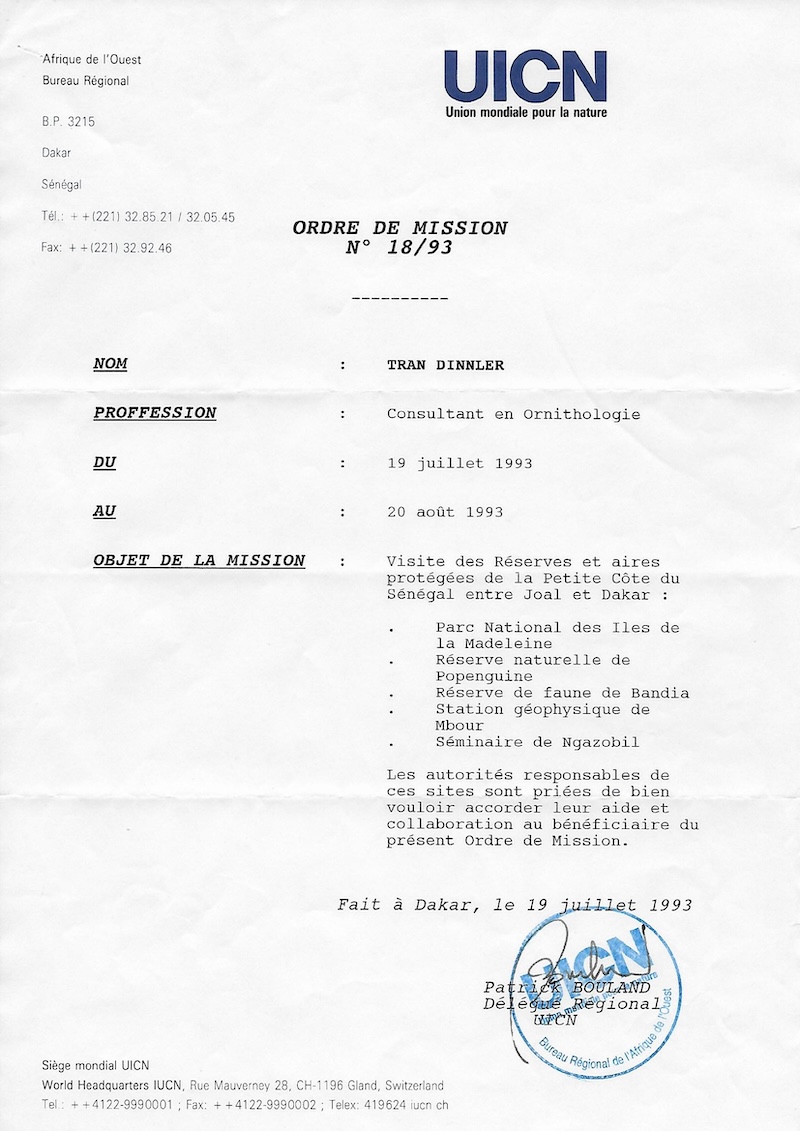 Afrique de l'Ouest
Bureau Régional
B.P. 3215
Dakar
Sénégal
Tél.: ++(221) 32.85.21 / 32.05.45
Fax: ++(221) 32.92.46
UICN
Union mondiale pour la nature
ORDRE DE MISSION
N° 18/93
----------
NOM : TRAN DINNLER
PROFFESSION : Consultant en Ornithologie
DU : 19 juillet 1993
AU : 20 août 1993
OBJET DE LA MISSION : Visite des Réserves et aires
protégées de la Petite Côte du
Sénégal entre Joal et Dakar :
. Parc National des Iles de
la Madeleine
. Réserve naturelle de
Popenguine
. Réserve de faune de Bandia
. Station géophysique de
Mbour
. Séminaire de Ngazobil
Les autorités responsables de
ces sites sont priées de bien
vouloir accorder leur aide et
collaboration au bénéficiaire du
présent Ordre de Mission.
Fait à Dakar, le 19 juillet 1993
UICN
Union mondiale pour la nature
Bureau Régional de l'Afrique de l'Ouest
Patrick BOULAND
Délégué Régional
UICN
Siège mondial UICN
World Headquarters IUCN, Rue Mauverney 28, CH-1196 Gland, Switzerland
Tel.: ++4122-9990001 ; Fax: ++4122-9990002 ; Telex: 419624 iucn ch